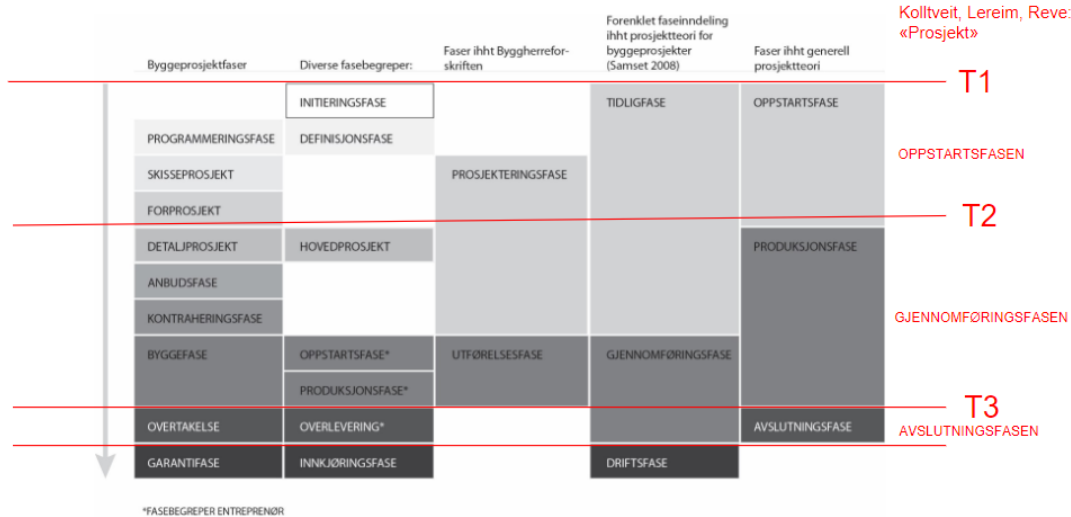 Kolltveit, Lereim, Reve:
«Prosjekt»
Byggeprosjektfaser
Diverse fasebegreper:
Faser ihht Byggherrefor-
skriften
Forenklet faseinndeling
ihht prosjektteori for
byggeprosjekter
(Samset 2008)
Faser ihht generell
prosjektteori
T1
INITIERINGSFASE
TIDLIGFASE
OPPSTARTSFASE
PROGRAMMERINGSFASE
DEFINISJONSFASE
OPPSTARTSFASEN
SKISSEPROSJEKT
PROSJEKTERINGSFASE
FORPROSJEKT
T2
DETALJPROSJEKT
HOVEDPROSJEKT
PRODUKSJONSFASE
ANBUDSFASE
KONTRAHERINGSFASE
GJENNOMFØRINGSFASEN
BYGGEFASE
OPPSTARTSFASE*
UTFØRELSESFASE
GJENNOMFØRINGSFASE
PRODUKSJONSFASE*
T3
OVERTAKELSE
OVERLEVERING*
AVSLUTNINGSFASE
AVSLUTNINGSFASEN
GARANTIFASE
INNKJØRINGSFASE
DRIFTSFASE
*FASEBEGREPER ENTREPRENØR